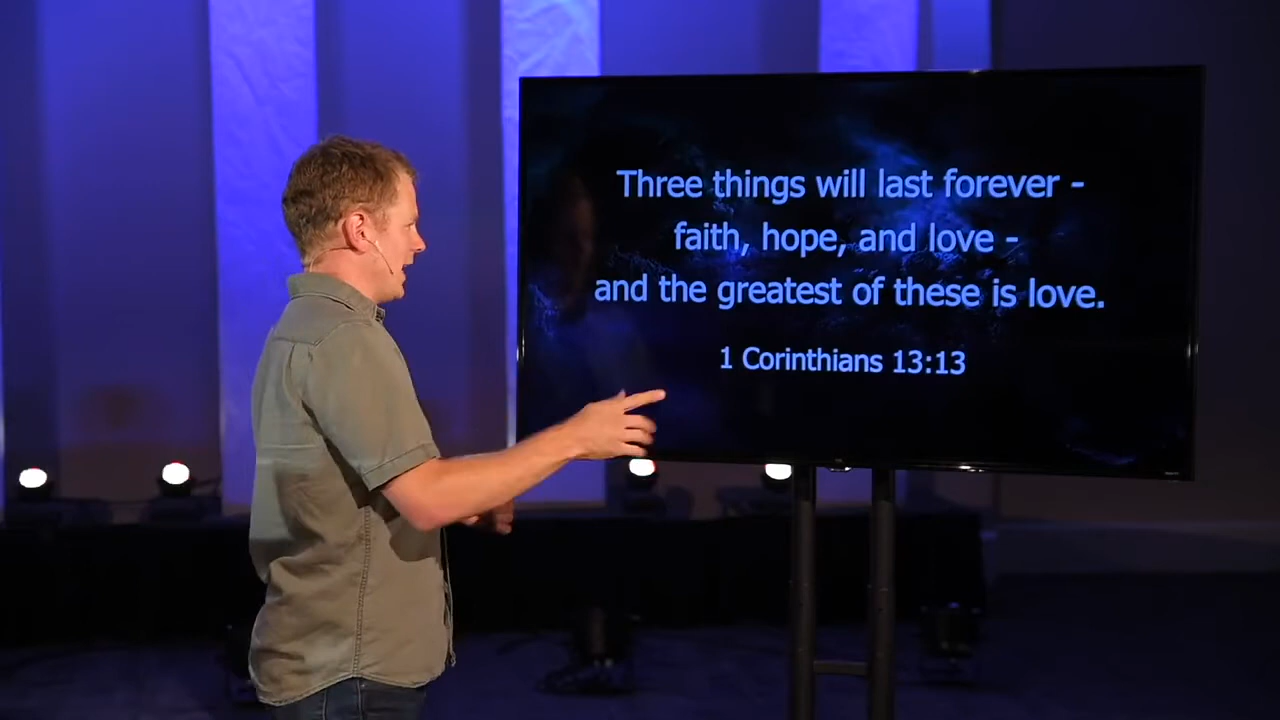 Three things will last forever -
faith, hope, and love -
and the greatest of these is love.
1 Corinthians 13:13